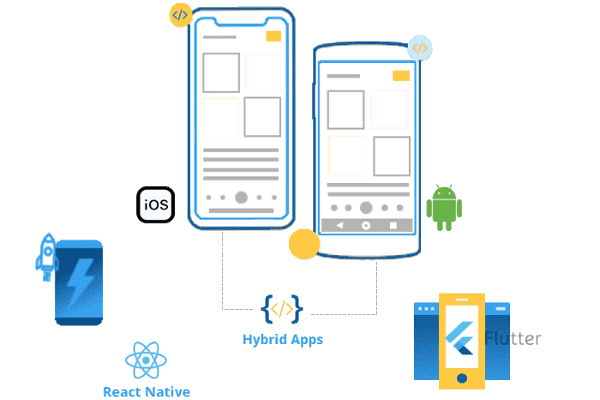 </>
</>
iOS
{</>}
Hybrid Apps
Flutter
React Native